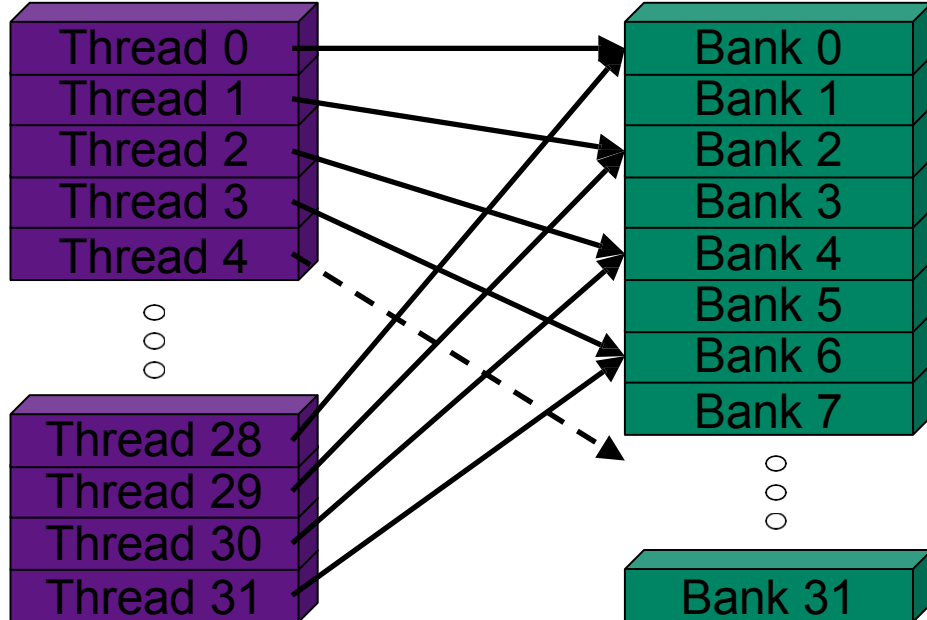 Thread 0
Thread 1
Thread 2
Thread 3
Thread 4
Thread 28
Thread 29
Thread 30
Thread 31
Bank 0
Bank 1
Bank 2
Bank 3
Bank 4
Bank 5
Bank 6
Bank 7
Bank 31